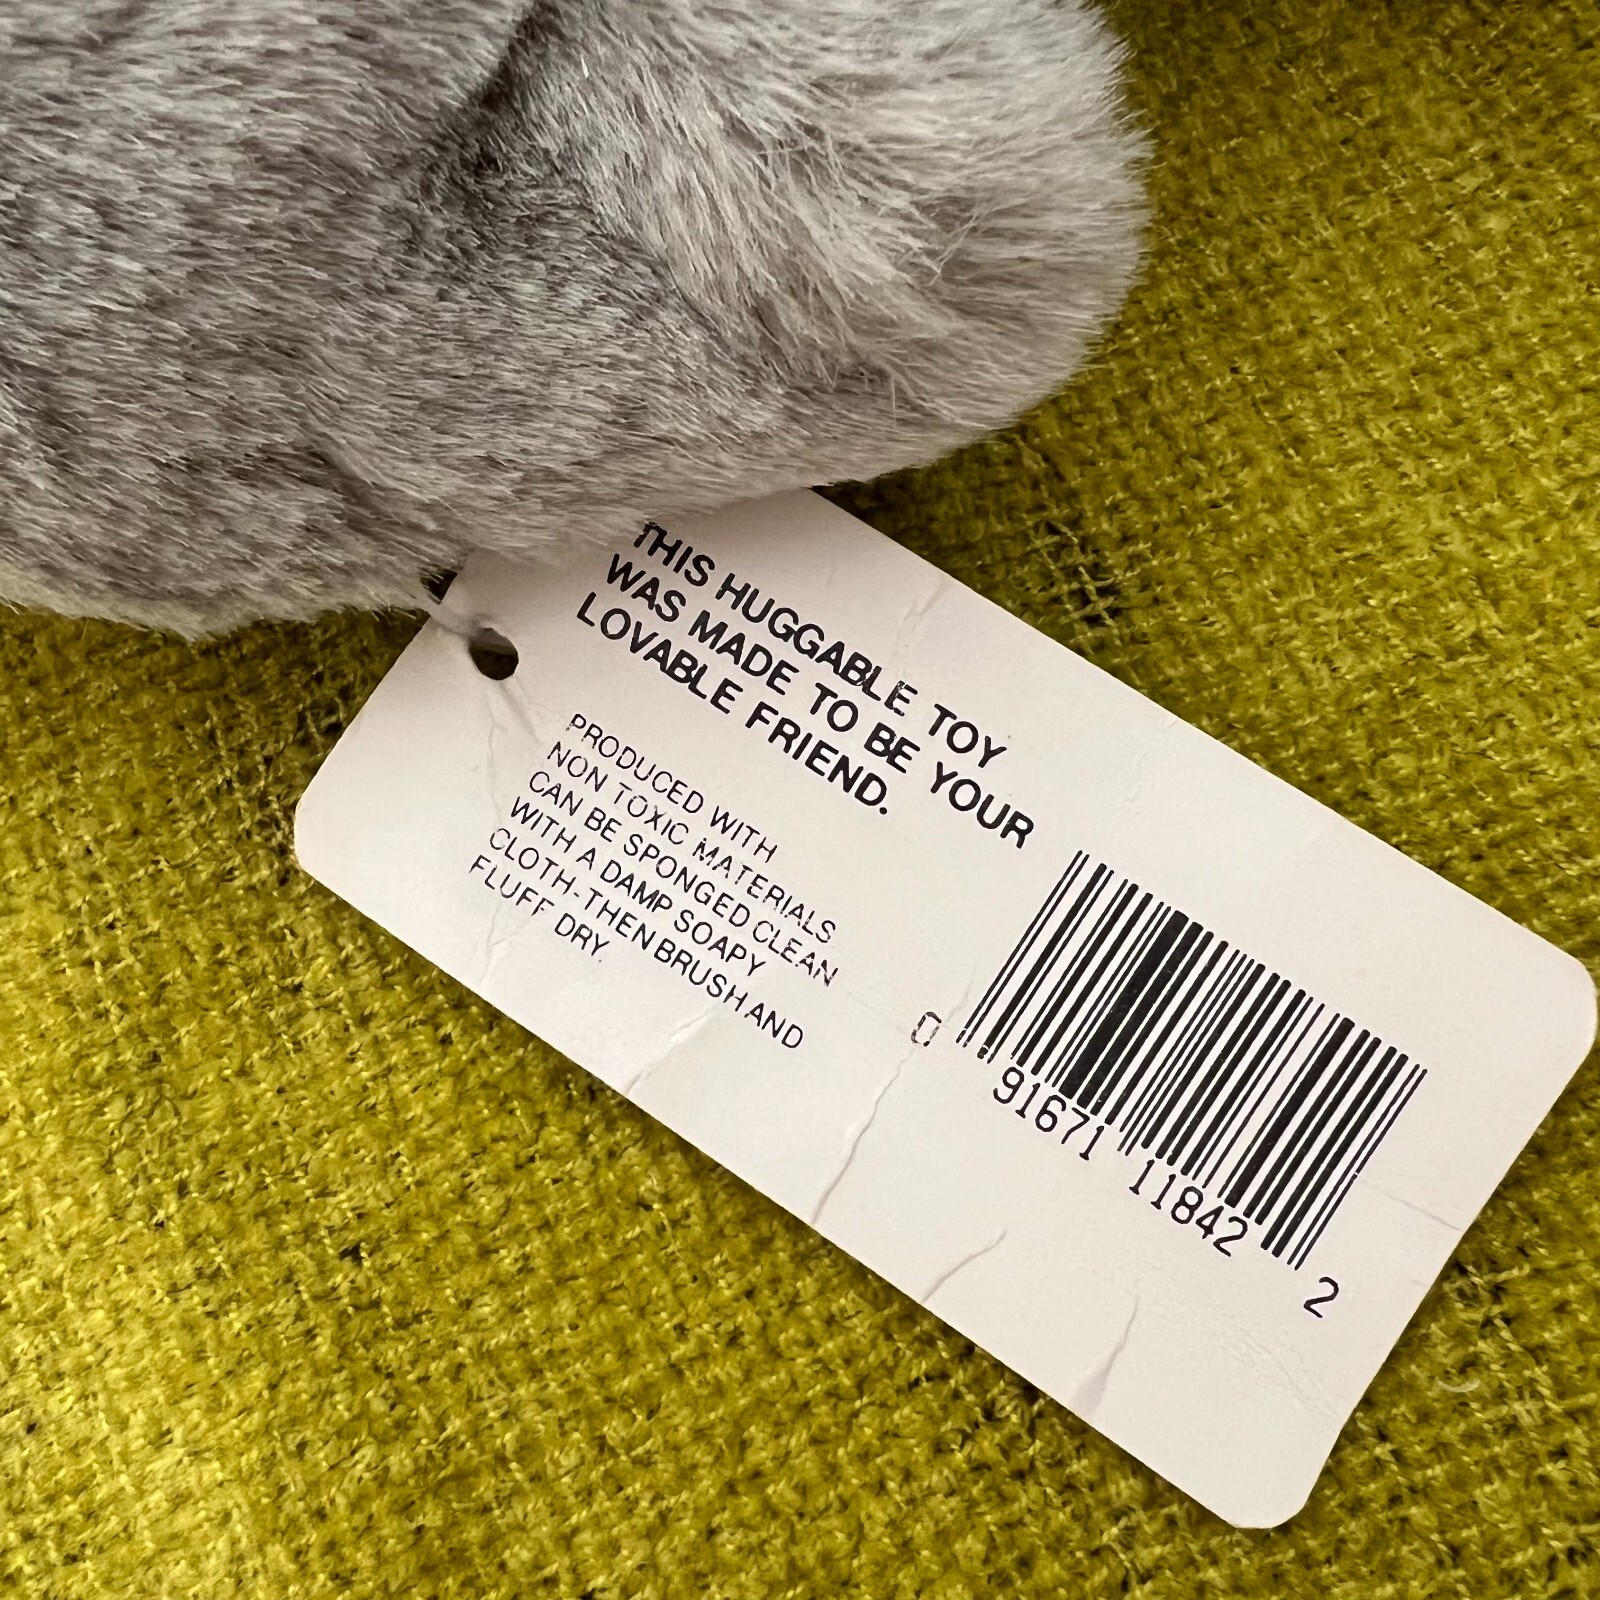 THIS HUGGABLE TOY
WAS MADE TO BE YOUR
LOVABLE FRIEND.
PRODUCED WITH
NON TOXIC MATERIALS
CAN BE SPONGED CLEAN
WITH A DAMP SOAPY
CLOTH-THEN BRUSH AND
FLUFF DRY.
0 91671 11842 2